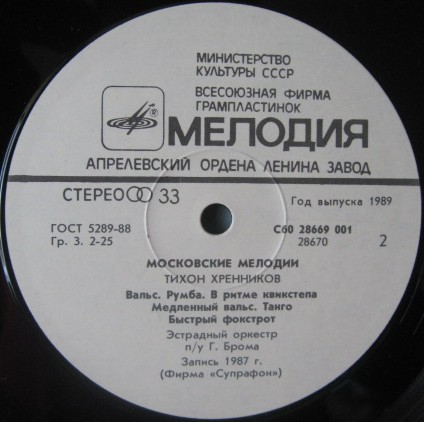 МИНИСТЕРСТВО
КУЛЬТУРЫ СССР
ВСЕСОЮЗНАЯ ФИРМА
ГРАМПЛАСТИНОК
МЕЛОДИЯ
АПРЕЛЕВСКИЙ ОРДЕНА ЛЕНИНА ЗАВОД
СТЕРЕО 33
Год выпуска 1989
ГОСТ 5289-88
С60 28669 001
Гр. 3. 2-25
28670
2
МОСКОВСКИЕ МЕЛОДИИ
ТИХОН ХРЕННИКОВ
Вальс. Румба. В ритме квикстепа
Медленный вальс. Танго
Быстрый фокстрот
Эстрадный оркестр
п/у Г. Брома
Запись 1987 г.
(Фирма «Супрафон»)